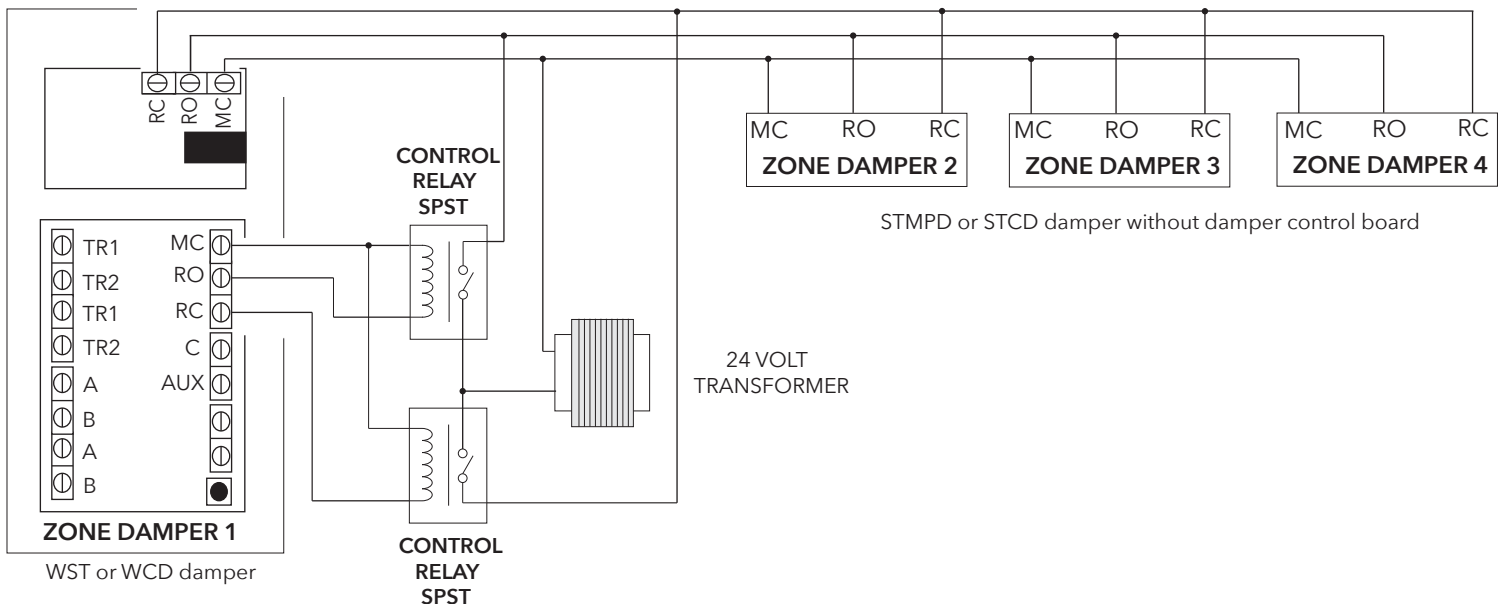 RC
RO
MC
MC
RO
RC
ZONE DAMPER 2
MC
RO
RC
ZONE DAMPER 3
MC
RO
RC
ZONE DAMPER 4
STMPD or STCD damper without damper control board
CONTROL
RELAY
SPST
TR1
MC
TR2
RO
TR1
RC
TR2
C
A
AUX
B
A
B
ZONE DAMPER 1
WST or WCD damper
24 VOLT
TRANSFORMER
CONTROL
RELAY
SPST